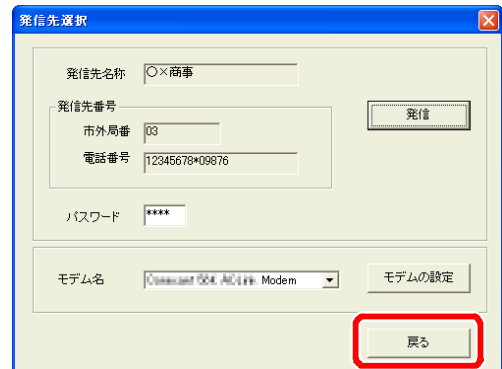 発信先選択
発信先名称 ○×商事
発信先番号
発信
市外局番 03
電話番号 12345678*09876
パスワード ****
モデム名 Modem モデムの設定
戻る